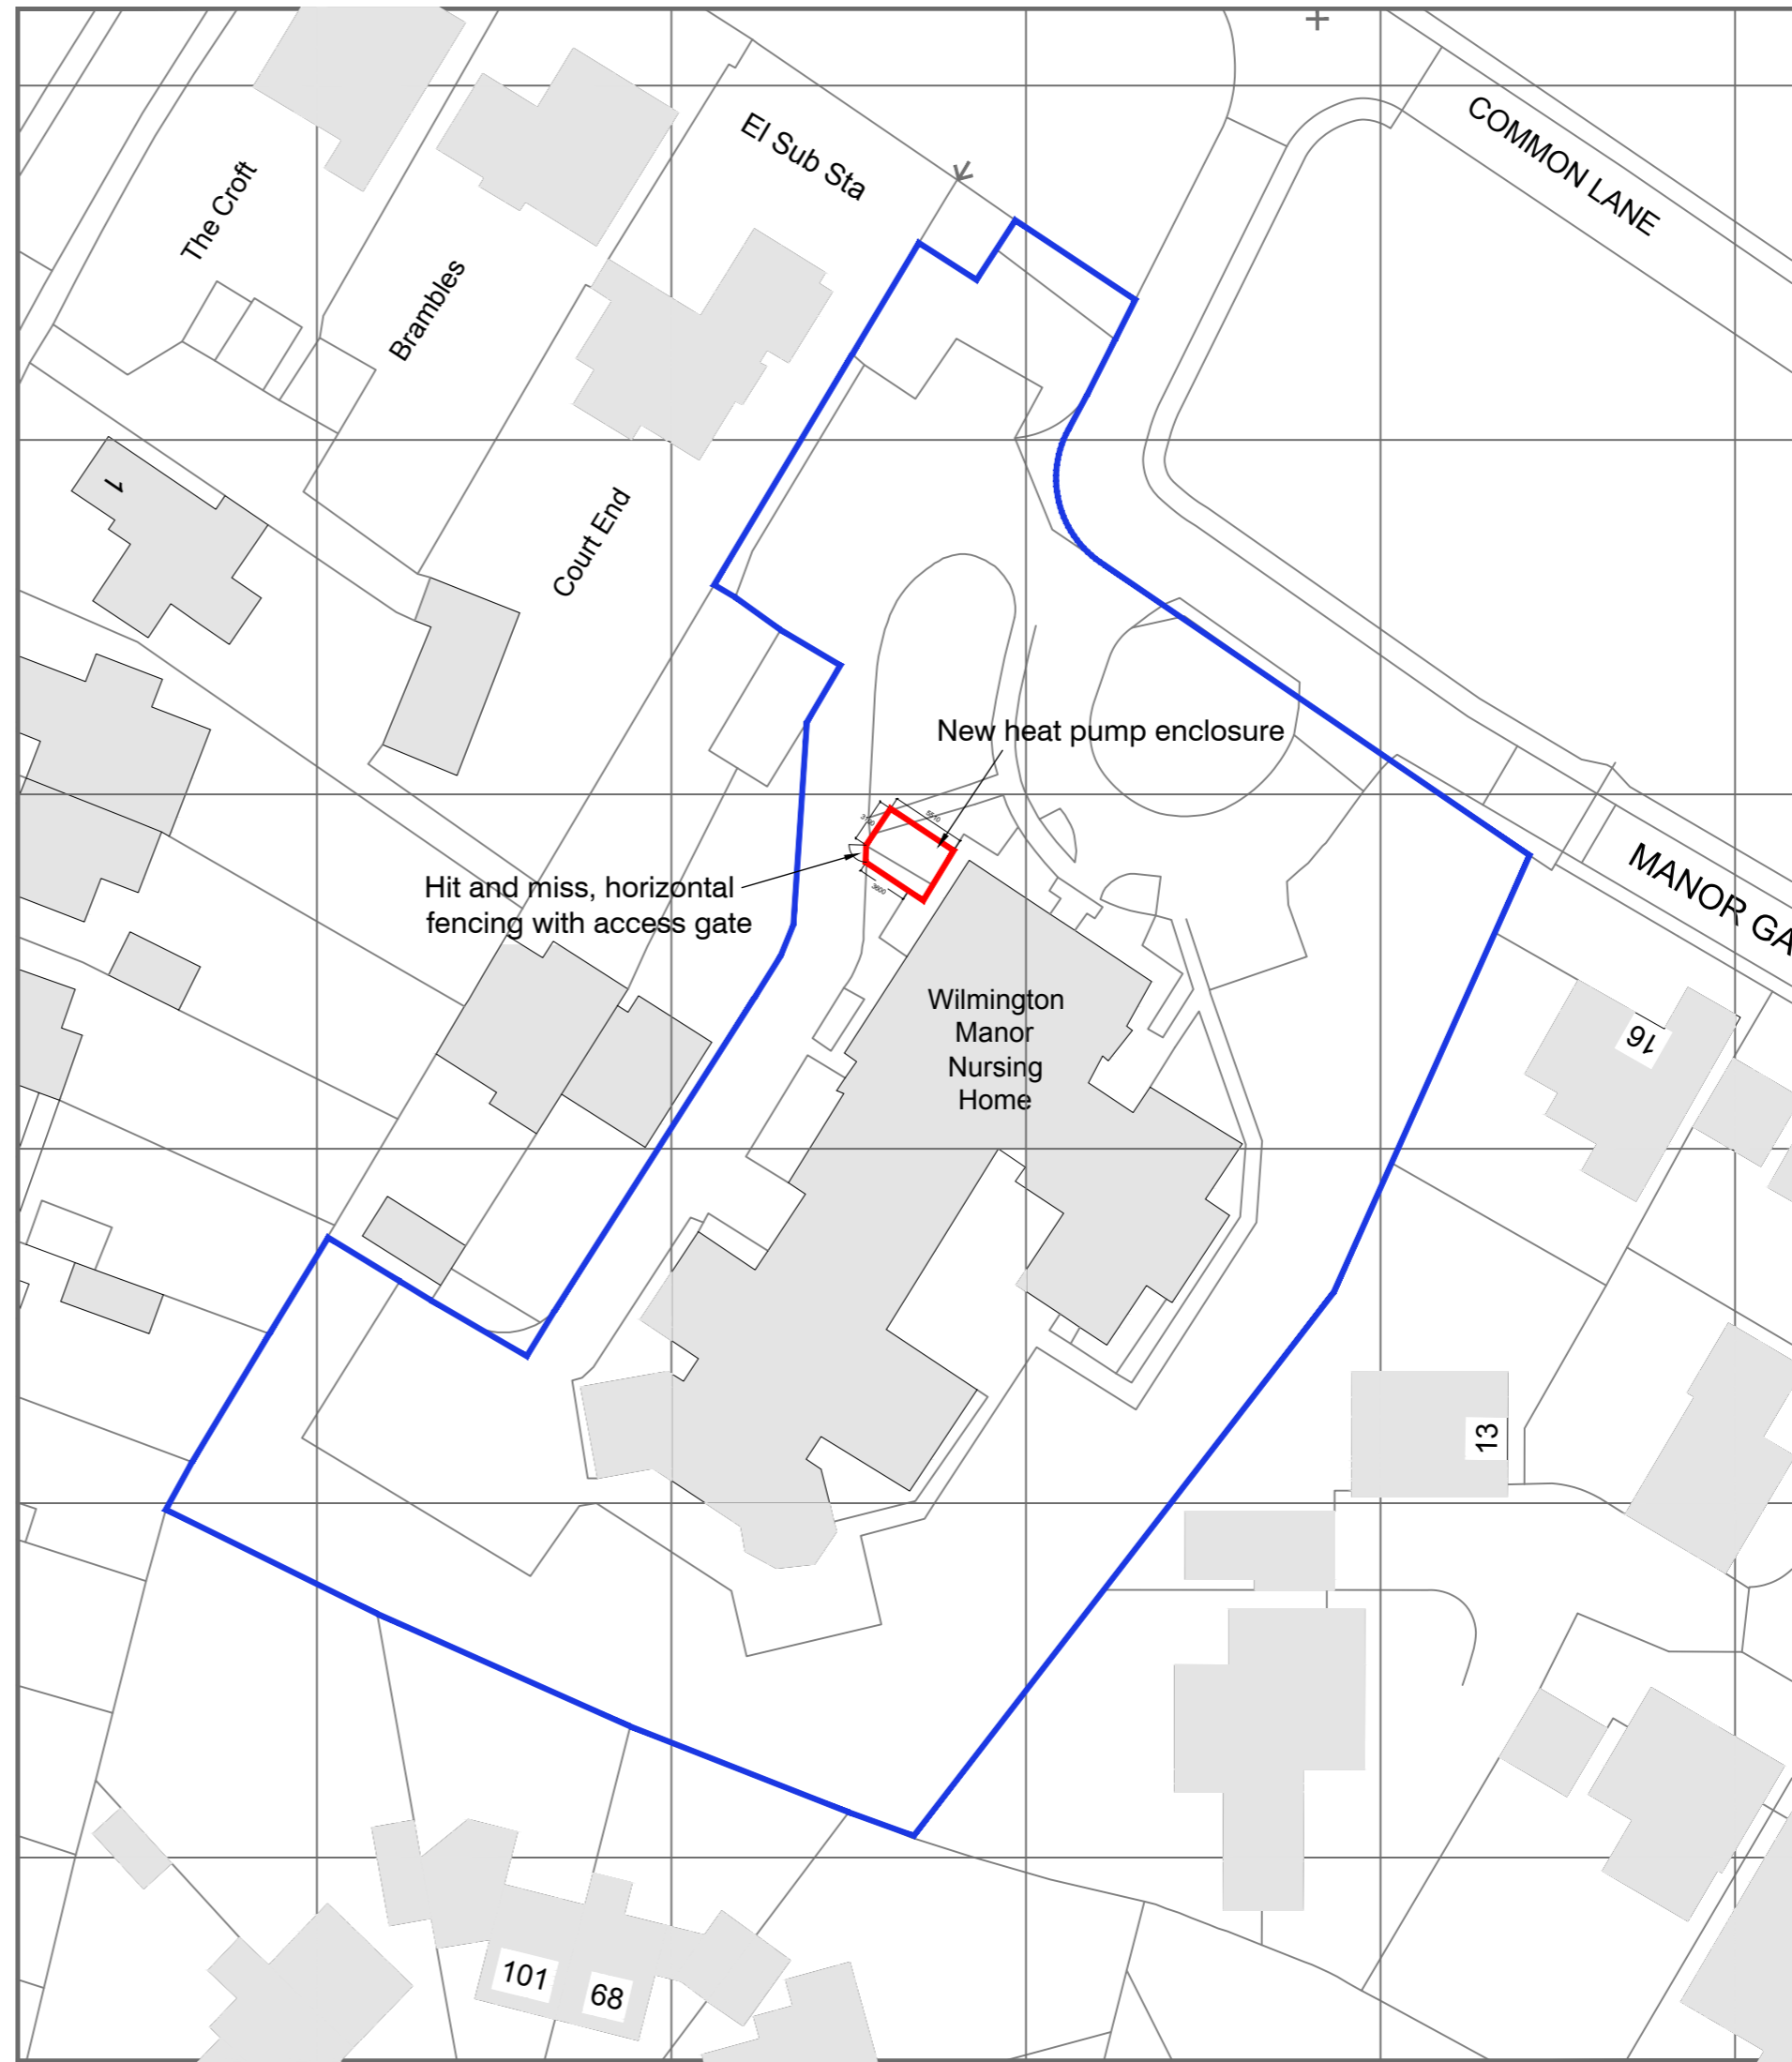 COMMON LANE
El Sub Sta
The Croft
Brambles
1
Court End
New heat pump enclosure
Hit and miss, horizontal
fencing with access gate
3600
MANOR GA
Wilmington
Manor
Nursing
Home
16
13
101
68